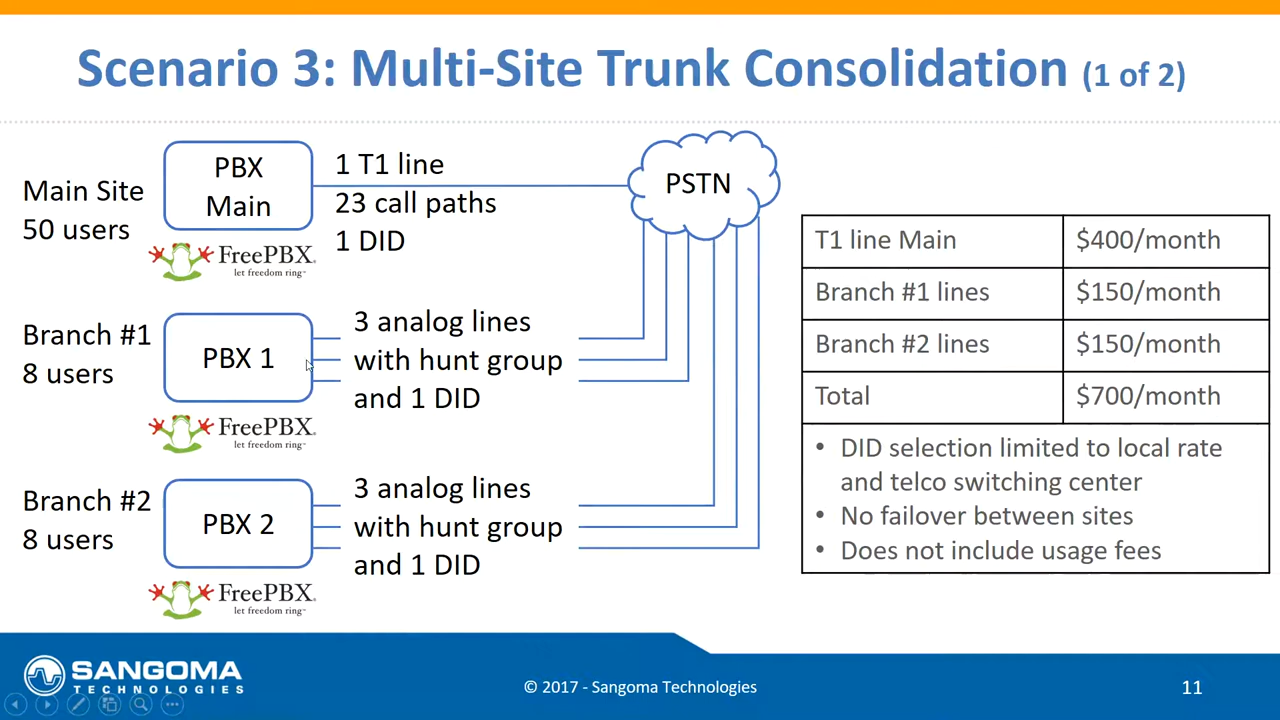 Scenario 3: Multi-Site Trunk Consolidation (1 of 2)
Main Site
50 users
PBX
Main
FreePBX®
let freedom ring™
1 T1 line
23 call paths
1 DID
PSTN
Branch #1
8 users
PBX 1
FreePBX®
let freedom ring™
3 analog lines
with hunt group
and 1 DID
Branch #2
8 users
PBX 2
FreePBX®
let freedom ring™
3 analog lines
with hunt group
and 1 DID
T1 line Main $400/month
Branch #1 lines $150/month
Branch #2 lines $150/month
Total $700/month
• DID selection limited to local rate
and telco switching center
• No failover between sites
• Does not include usage fees
SANGOMA
TECHNOLOGIES
© 2017 - Sangoma Technologies
11